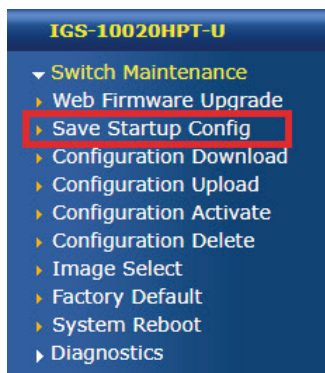 IGS-10020HPT-U
Switch Maintenance
Web Firmware Upgrade
Save Startup Config
Configuration Download
Configuration Upload
Configuration Activate
Configuration Delete
Image Select
Factory Default
System Reboot
Diagnostics